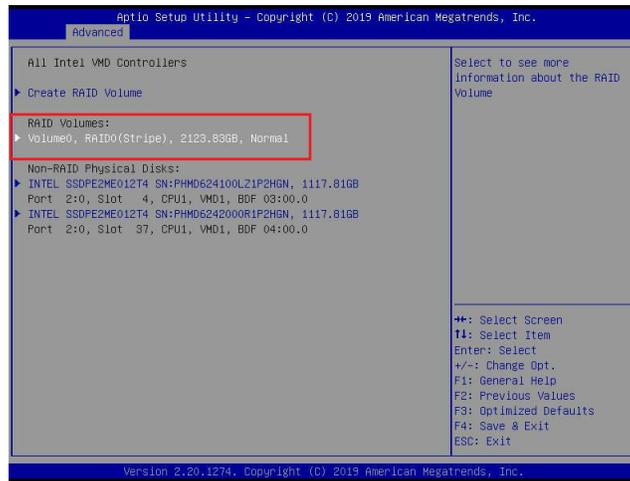 Aptio Setup Utility – Copyright (C) 2019 American Megatrends, Inc.
Advanced
All Intel VMD Controllers
Create RAID Volume
RAID Volumes:
Volume0, RAID0(Stripe), 2123.83GB, Normal
Non-RAID Physical Disks:
INTEL SSDPE2ME012T4 SN:PHMD624100LZ1P2HGN, 1117.81GB
Port 2:0, Slot 4, CPU1, VMD1, BDF 03:00.0
INTEL SSDPE2ME012T4 SN:PHMD6242000R1P2HGN, 1117.81GB
Port 2:0, Slot 37, CPU1, VMD1, BDF 04:00.0
Select to see more
information about the RAID
Volume
→←: Select Screen
↑↓: Select Item
Enter: Select
+/-: Change Opt.
F1: General Help
F2: Previous Values
F3: Optimized Defaults
F4: Save & Exit
ESC: Exit
Version 2.20.1274. Copyright (C) 2019 American Megatrends, Inc.